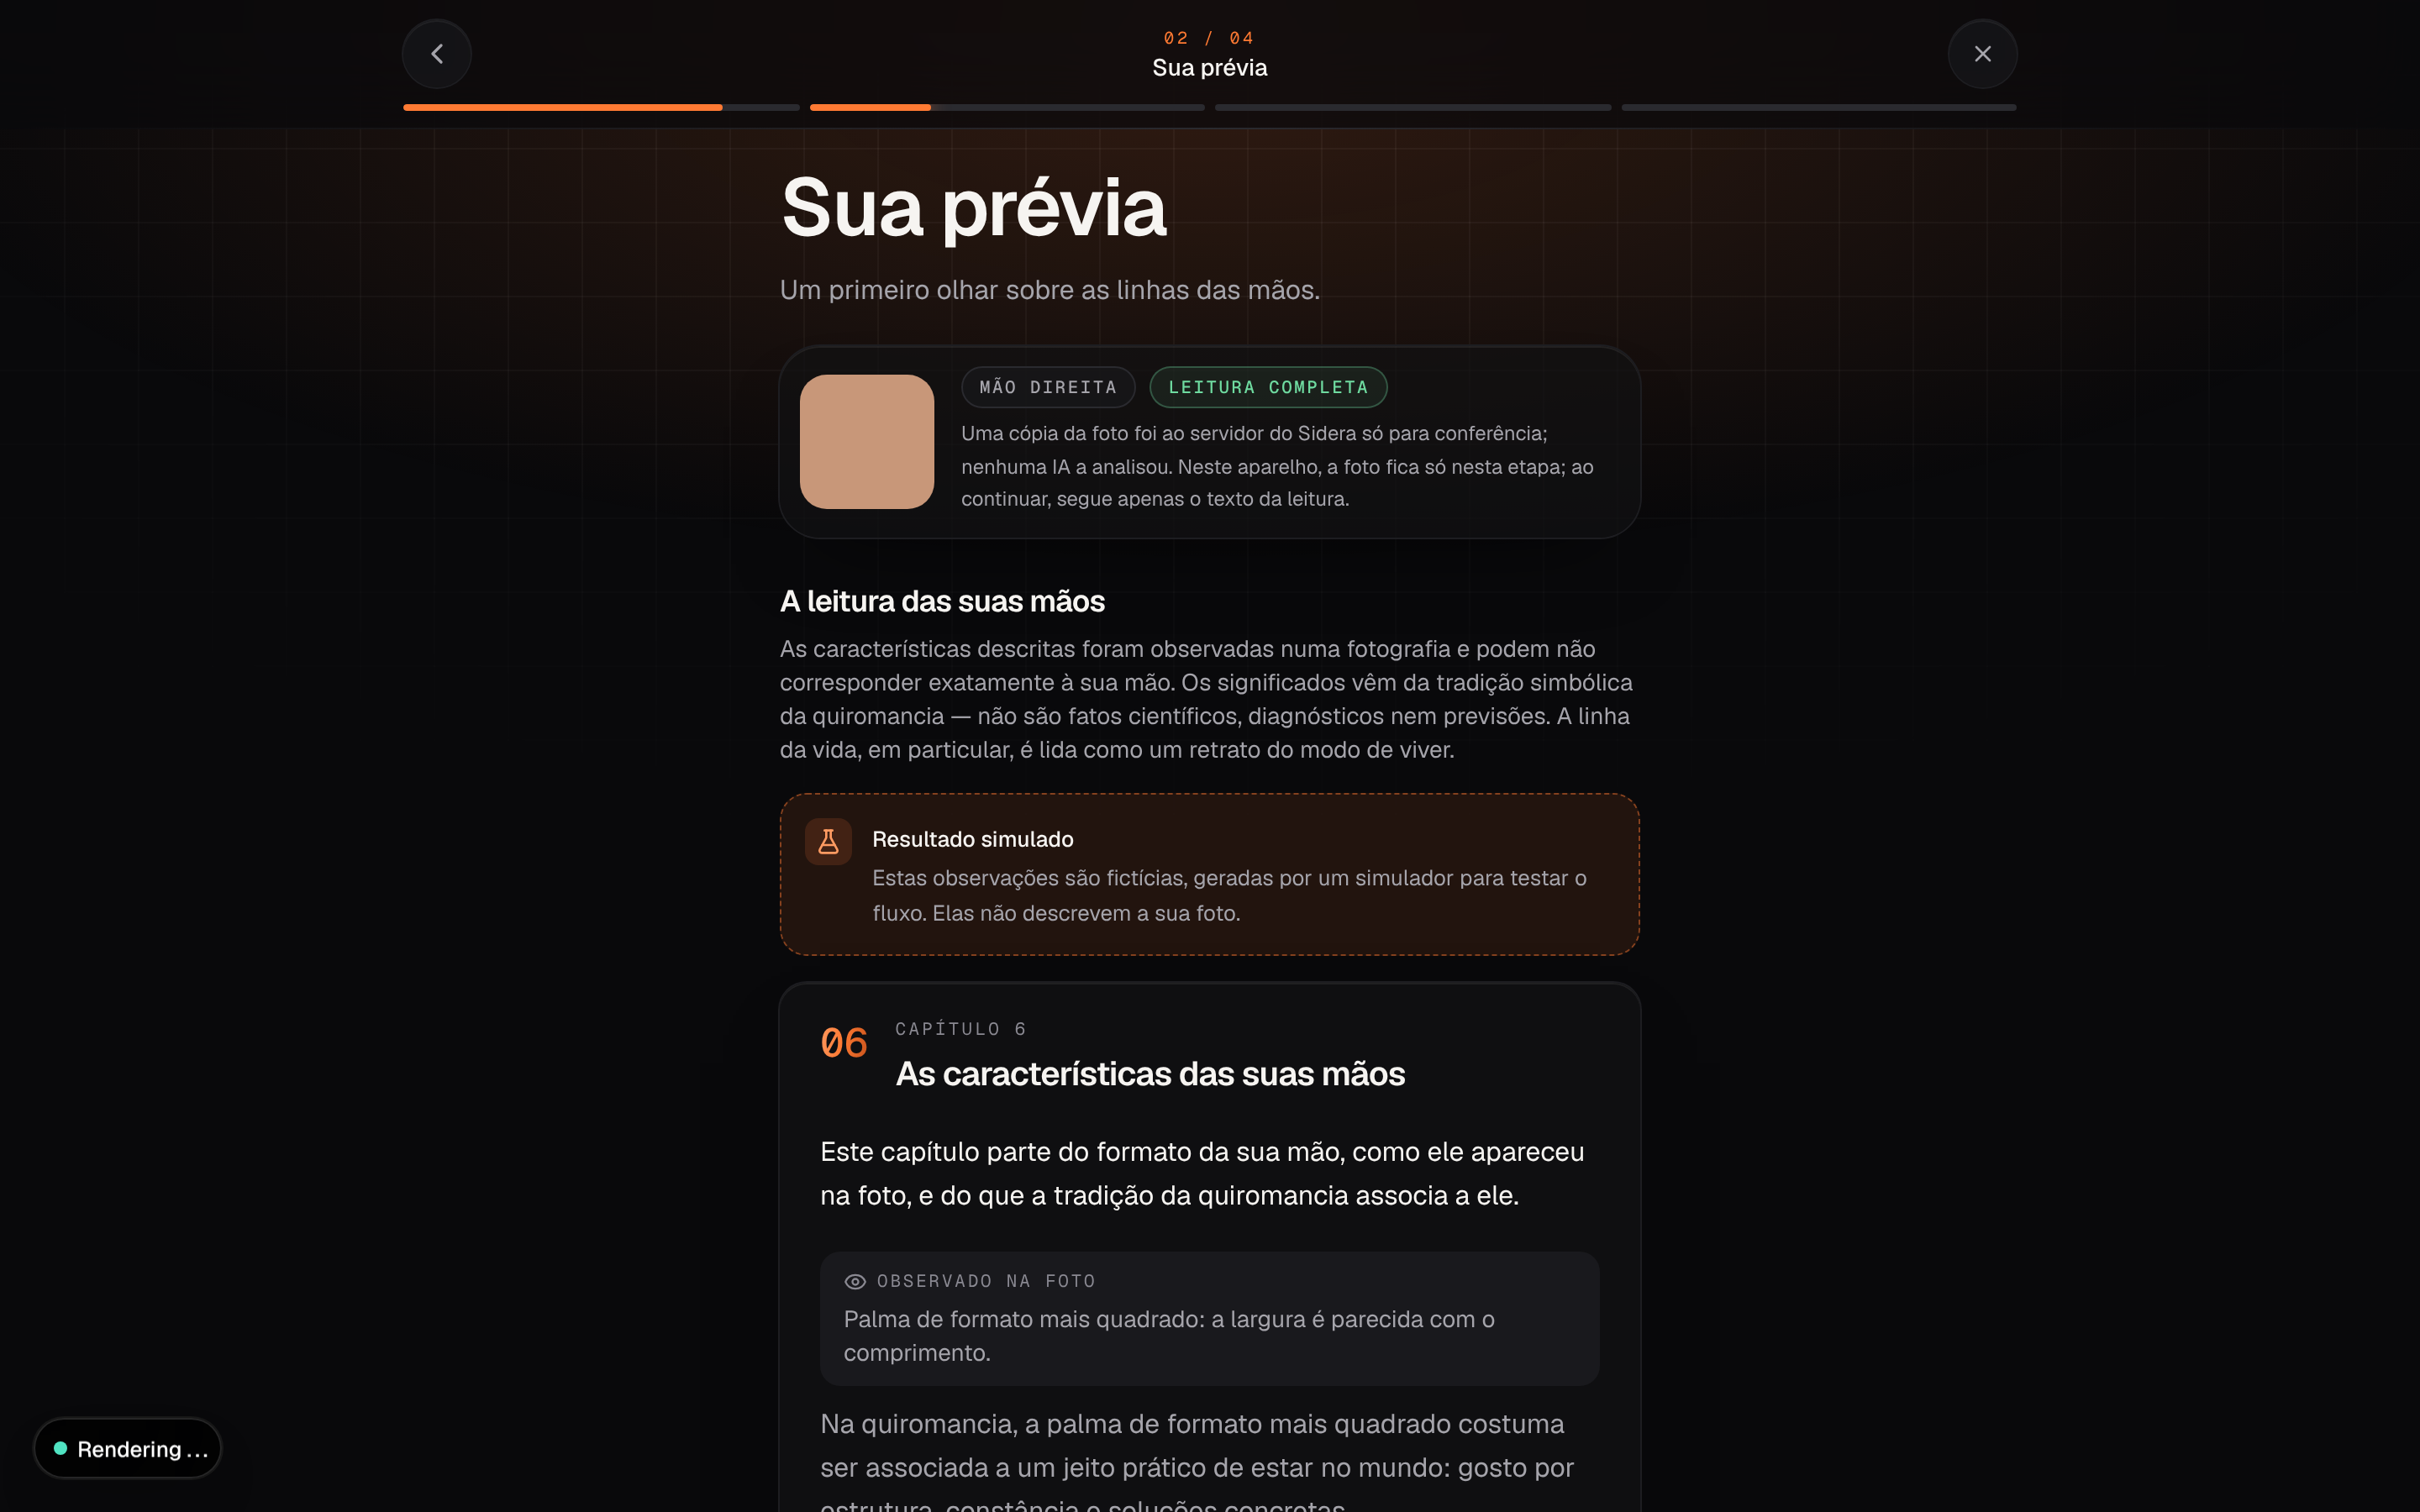 02 / 04
Sua prévia
Sua prévia
Um primeiro olhar sobre as linhas das mãos.
MÃO DIREITA
LEITURA COMPLETA
Uma cópia da foto foi ao servidor do Sidera só para conferência;
nenhuma IA a analisou. Neste aparelho, a foto fica só nesta etapa; ao
continuar, segue apenas o texto da leitura.
A leitura das suas mãos
As características descritas foram observadas numa fotografia e podem não
corresponder exatamente à sua mão. Os significados vêm da tradição simbólica
da quiromancia — não são fatos científicos, diagnósticos nem previsões. A linha
da vida, em particular, é lida como um retrato do modo de viver.
Resultado simulado
Estas observações são fictícias, geradas por um simulador para testar o
fluxo. Elas não descrevem a sua foto.
06
CAPÍTULO 6
As características das suas mãos
Este capítulo parte do formato da sua mão, como ele apareceu
na foto, e do que a tradição da quiromancia associa a ele.
OBSERVADO NA FOTO
Palma de formato mais quadrado: a largura é parecida com o
comprimento.
Na quiromancia, a palma de formato mais quadrado costuma
ser associada a um jeito prático de estar no mundo: gosto por
estrutura, constância e soluções concretas.
Rendering ...